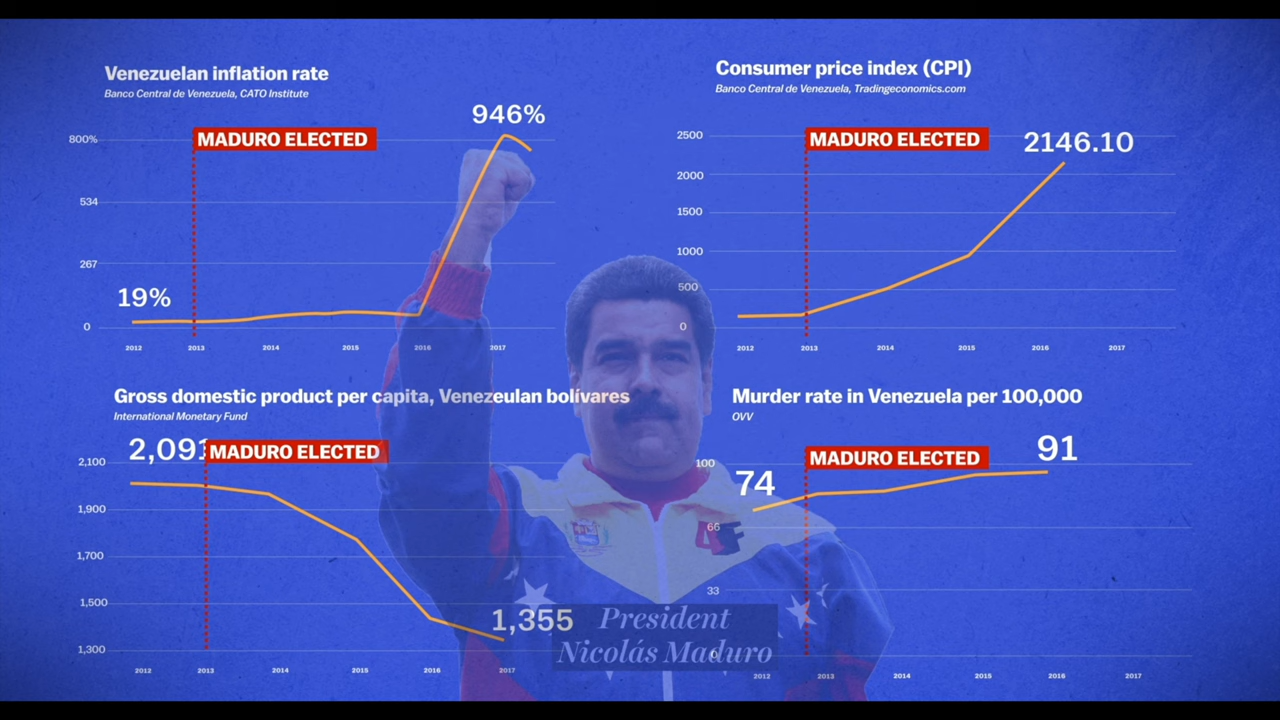 Venezuelan inflation rate
Banco Central de Venezuela, CATO Institute
946%
MADURO ELECTED
800%
534
267
19%
0
2012 2013 2014 2015 2016 2017
Consumer price index (CPI)
Banco Central de Venezuela, Tradingeconomics.com
2500
MADURO ELECTED
2146.10
2000
1500
1000
500
0
2012 2013 2014 2015 2016 2017
Gross domestic product per capita, Venezeulan bolívares
International Monetary Fund
2,091
MADURO ELECTED
2,100
1,900
1,700
1,500
1,355
1,300
2012 2013 2014 2015 2016 2017
Murder rate in Venezuela per 100,000
OVV
91
MADURO ELECTED
100
74
66
33
0
2012 2013 2014 2015 2016 2017
President
Nicolás Maduro